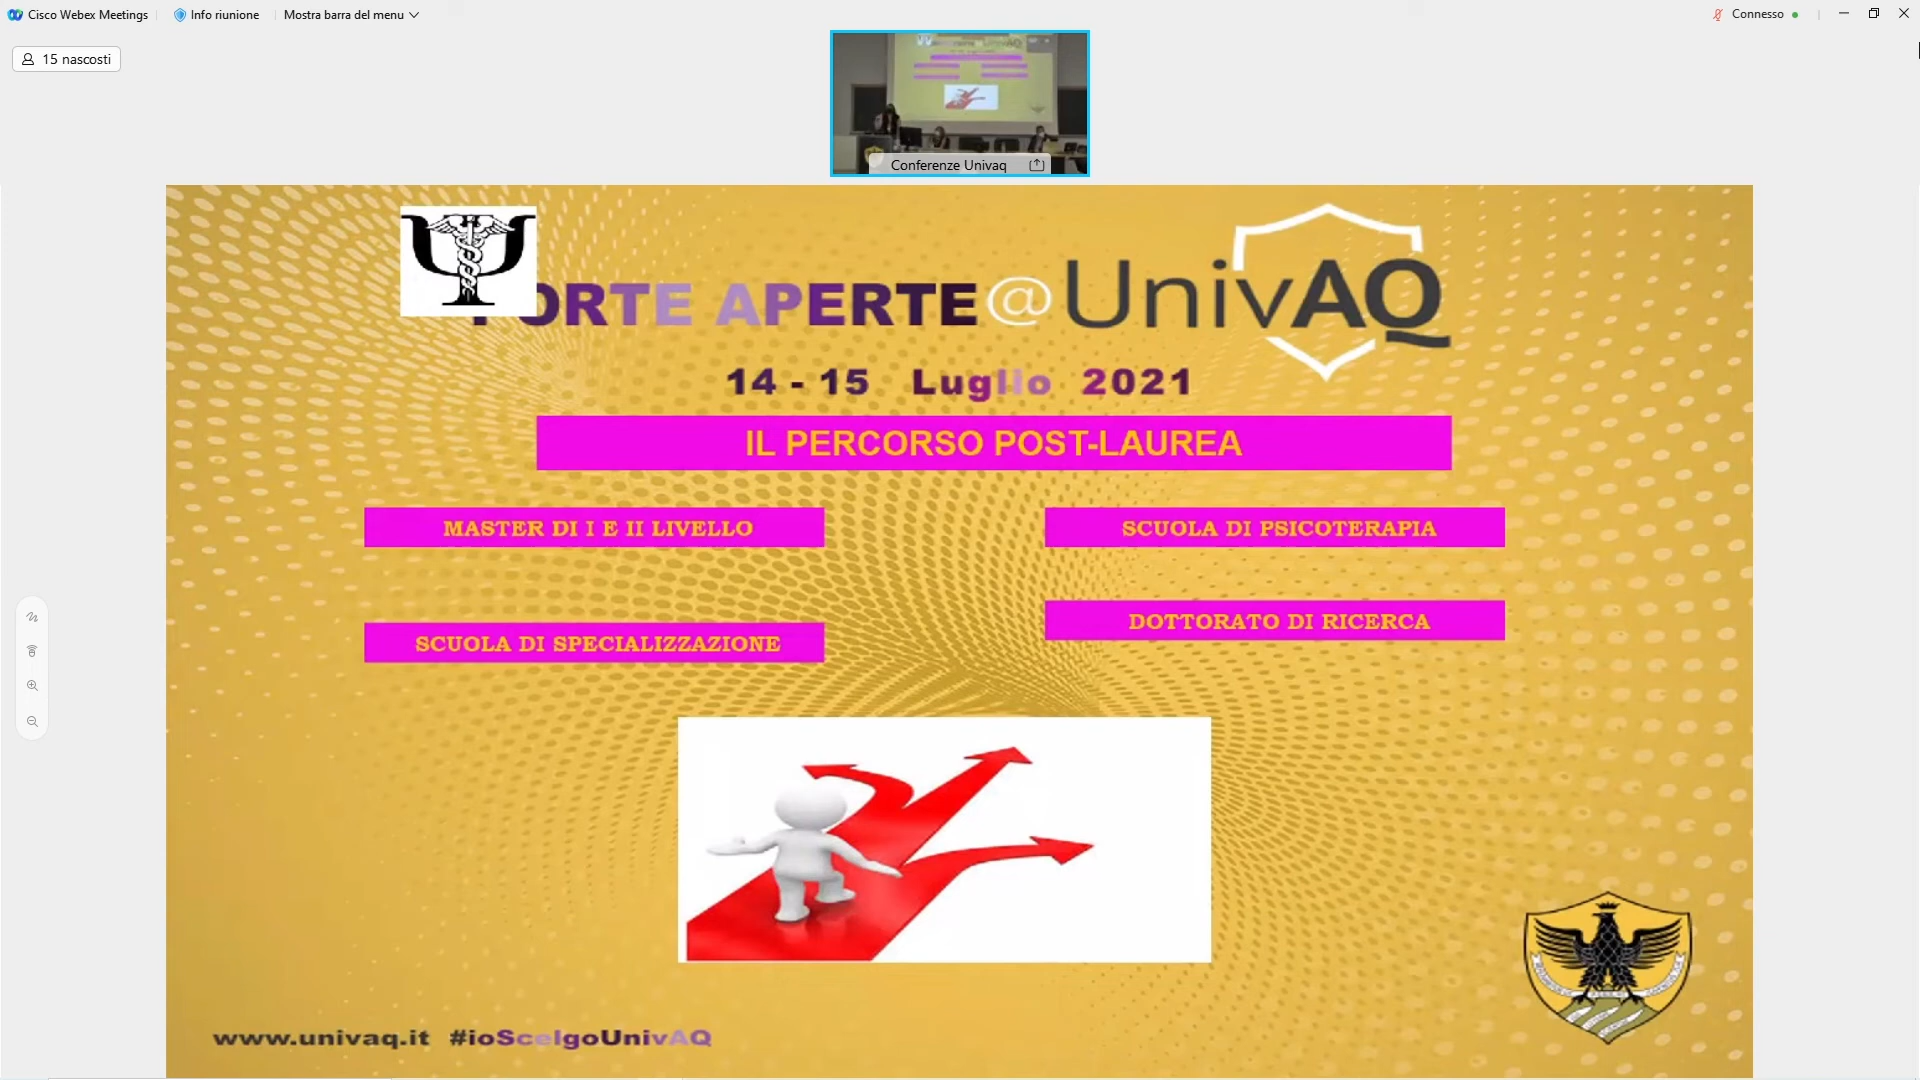 Cisco Webex Meetings
Info riunione
Mostra barra del menu
Connesso
15 nascosti
Conferenze Univaq
ORTE APERTE@UnivAQ
14 - 15 Luglio 2021
IL PERCORSO POST-LAUREA
MASTER DI I E II LIVELLO
SCUOLA DI PSICOTERAPIA
SCUOLA DI SPECIALIZZAZIONE
DOTTORATO DI RICERCA
www.univaq.it #ioScelgoUnivAQ